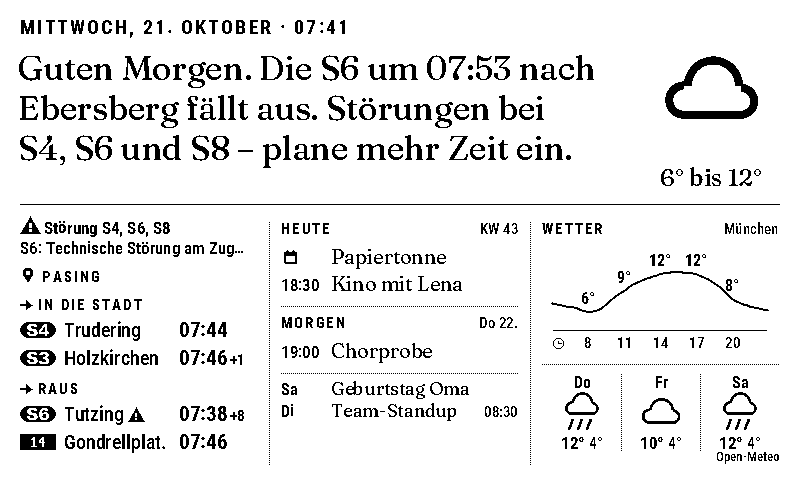 MITTWOCH, 21. OKTOBER · 07:41
Guten Morgen. Die S6 um 07:53 nach
Ebersberg fällt aus. Störungen bei
S4, S6 und S8 – plane mehr Zeit ein.
6° bis 12°
Störung S4, S6, S8
S6: Technische Störung am Zug…
PASING
→ IN DIE STADT
S4 Trudering 07:44
S3 Holzkirchen 07:46 +1
→ RAUS
S6 Tutzing 07:38 +8
14 Gondrellplat. 07:46
HEUTE KW 43
Papiertonne
18:30 Kino mit Lena
MORGEN Do 22.
19:00 Chorprobe
Sa Geburtstag Oma
Di Team-Standup 08:30
WETTER München
6° 9° 12° 12° 8°
8 11 14 17 20
Do Fr Sa
12° 4° 10° 4° 12° 4°
Open-Meteo